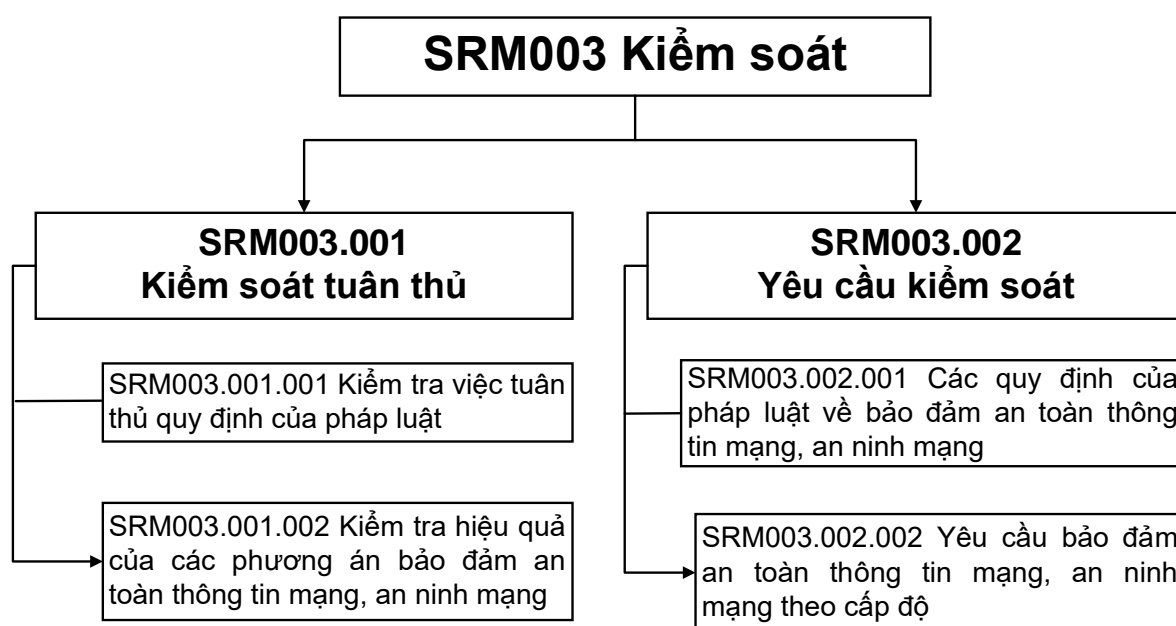 SRM003 Kiểm soát
SRM003.001
Kiểm soát tuân thủ
SRM003.001.001 Kiểm tra việc tuân
thủ quy định của pháp luật
SRM003.001.002 Kiểm tra hiệu quả
của các phương án bảo đảm an
toàn thông tin mạng, an ninh mạng
SRM003.002
Yêu cầu kiểm soát
SRM003.002.001 Các quy định của
pháp luật về bảo đảm an toàn thông
tin mạng, an ninh mạng
SRM003.002.002 Yêu cầu bảo đảm
an toàn thông tin mạng, an ninh
mạng theo cấp độ